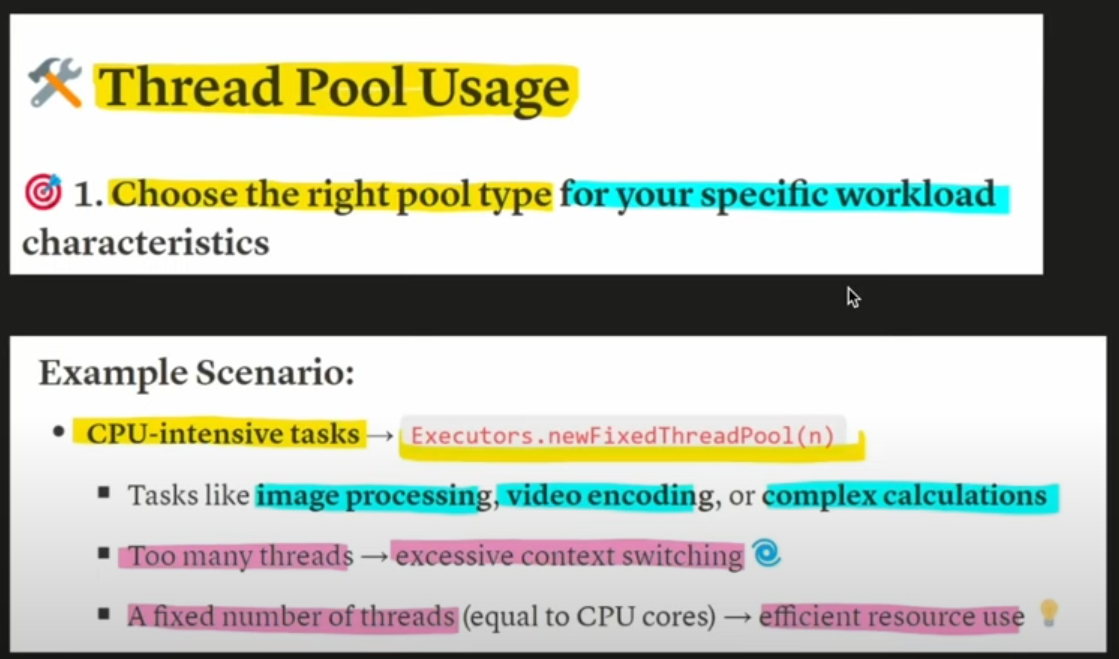 🛠 Thread Pool Usage
🎯 1. Choose the right pool type for your specific workload
characteristics
Example Scenario:
• CPU-intensive tasks → Executors.newFixedThreadPool(n)
▪ Tasks like image processing, video encoding, or complex calculations
▪ Too many threads → excessive context switching 🌀
▪ A fixed number of threads (equal to CPU cores) → efficient resource use 💡